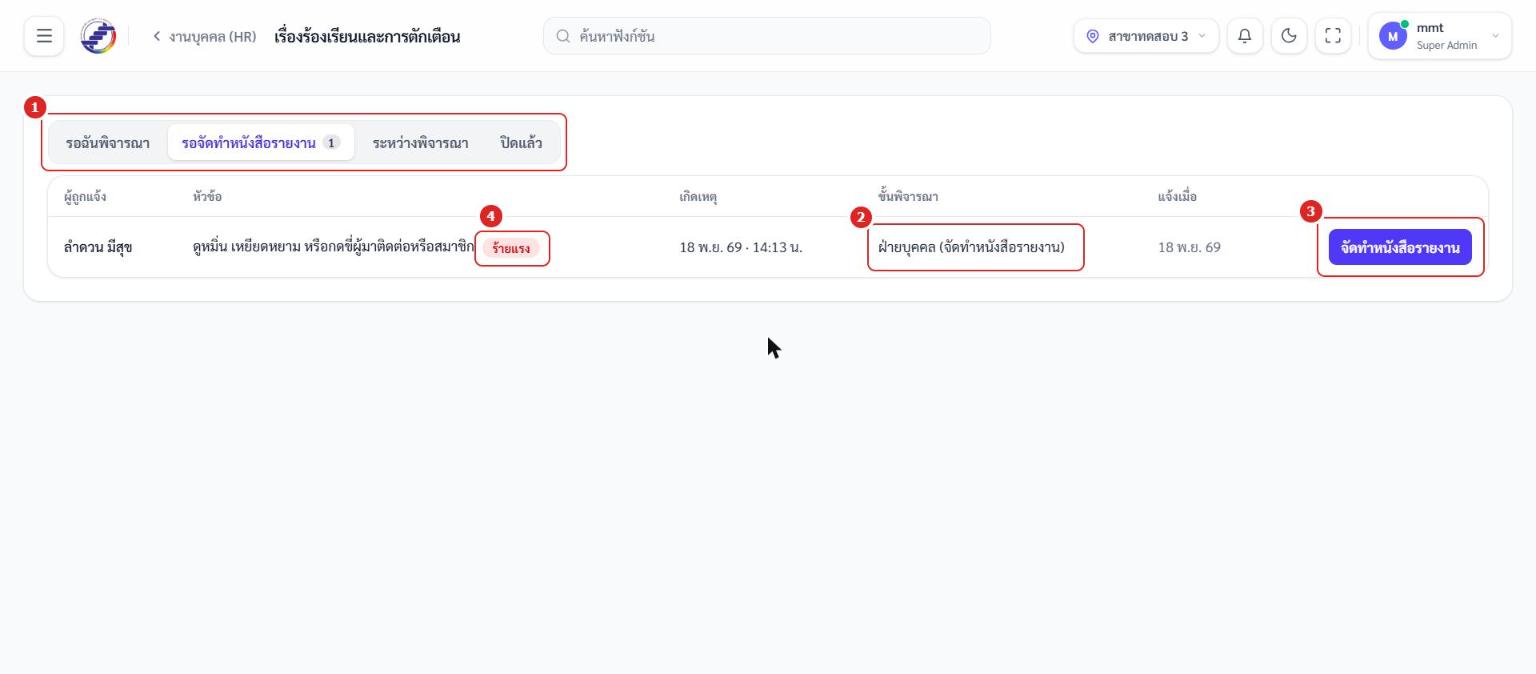 งานบุคคล (HR) เรื่องร้องเรียนและการตักเตือน ค้นหาฟังก์ชัน สาขาทดสอบ 3 M mmt
Super Admin
1
รอฉันพิจารณา รอจัดทำหนังสือรายงาน 1 ระหว่างพิจารณา ปิดแล้ว
ผู้ถูกแจ้ง หัวข้อ เกิดเหตุ ขั้นพิจารณา แจ้งเมื่อ
4 2 3
ลำดวน มีสุข ดูหมิ่น เหยียดหยาม หรือกดขี่ผู้มาติดต่อหรือสมาชิก ร้ายแรง 18 พ.ย. 69 · 14:13 น. ฝ่ายบุคคล (จัดทำหนังสือรายงาน) 18 พ.ย. 69 จัดทำหนังสือรายงาน